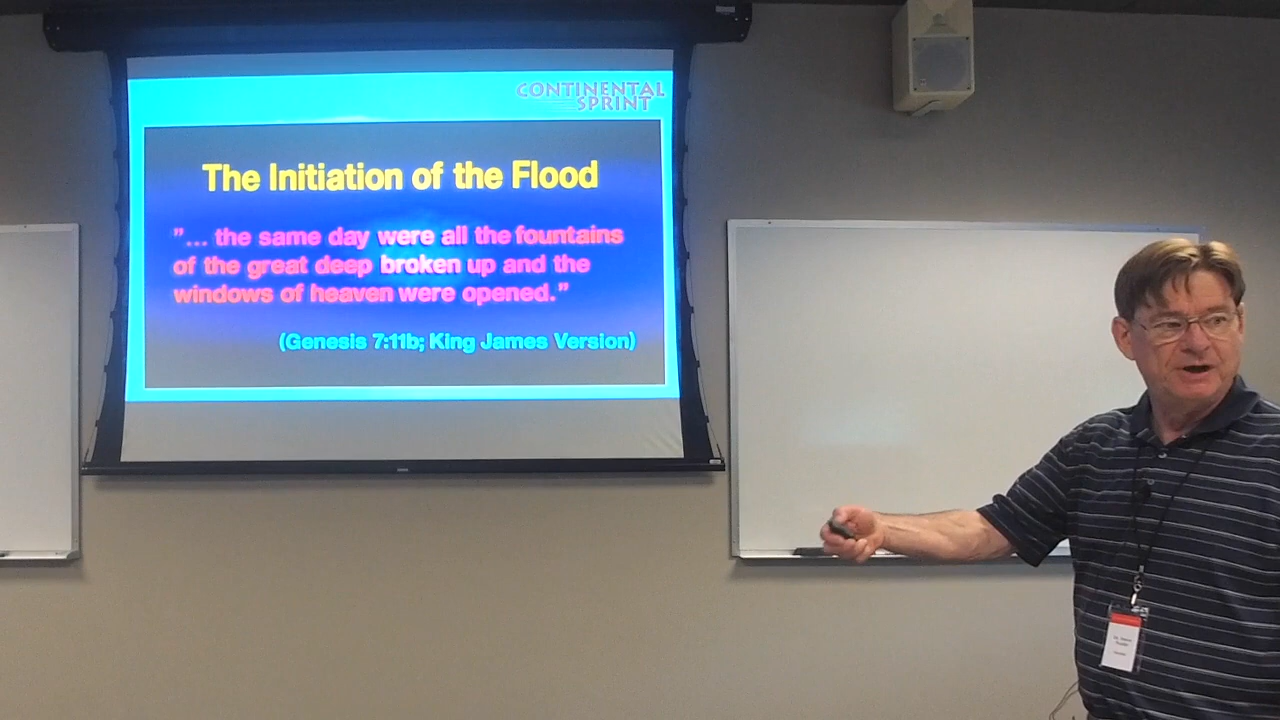 CONTINENTAL
SPRINT
The Initiation of the Flood
"... the same day were all the fountains
of the great deep broken up and the
windows of heaven were opened."
(Genesis 7:11b; King James Version)